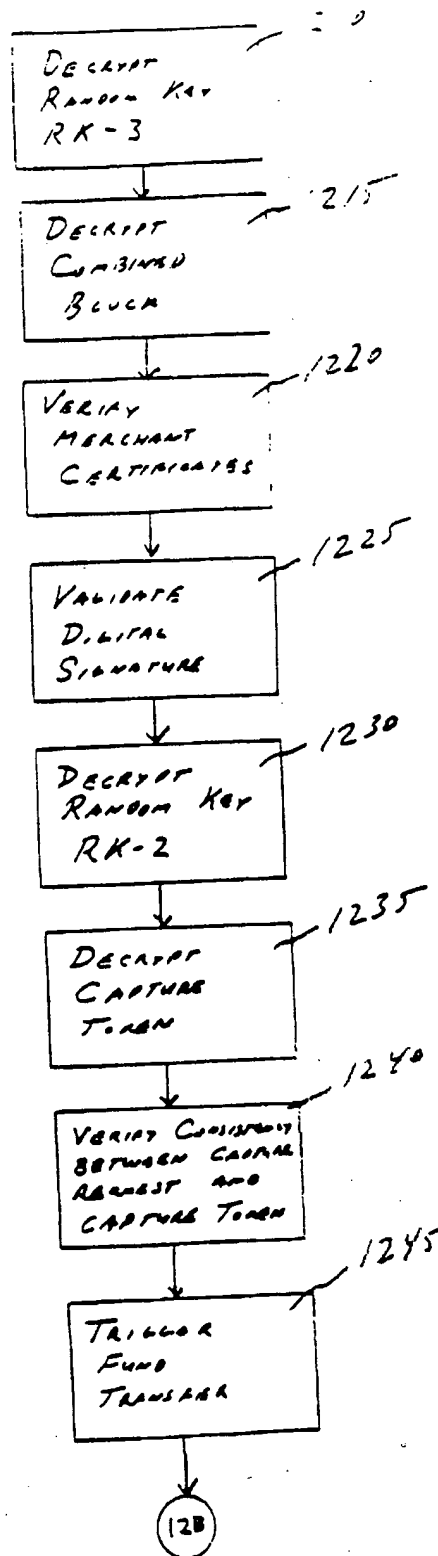 DECRYPT
RANDOM KEY
RK-3
1215
DECRYPT
COMBINED
BLOCK
1220
VERIFY
MERCHANT
CERTIFICATES
1225
VALIDATE
DIGITAL
SIGNATURE
1230
DECRYPT
RANDOM KEY
RK-2
1235
DECRYPT
CAPTURE
TOKEN
1240
VERIFY CONSISTENCY
BETWEEN CAPTURE
REQUEST AND
CAPTURE TOKEN
1245
TRIGGER
FUND
TRANSFER
12B